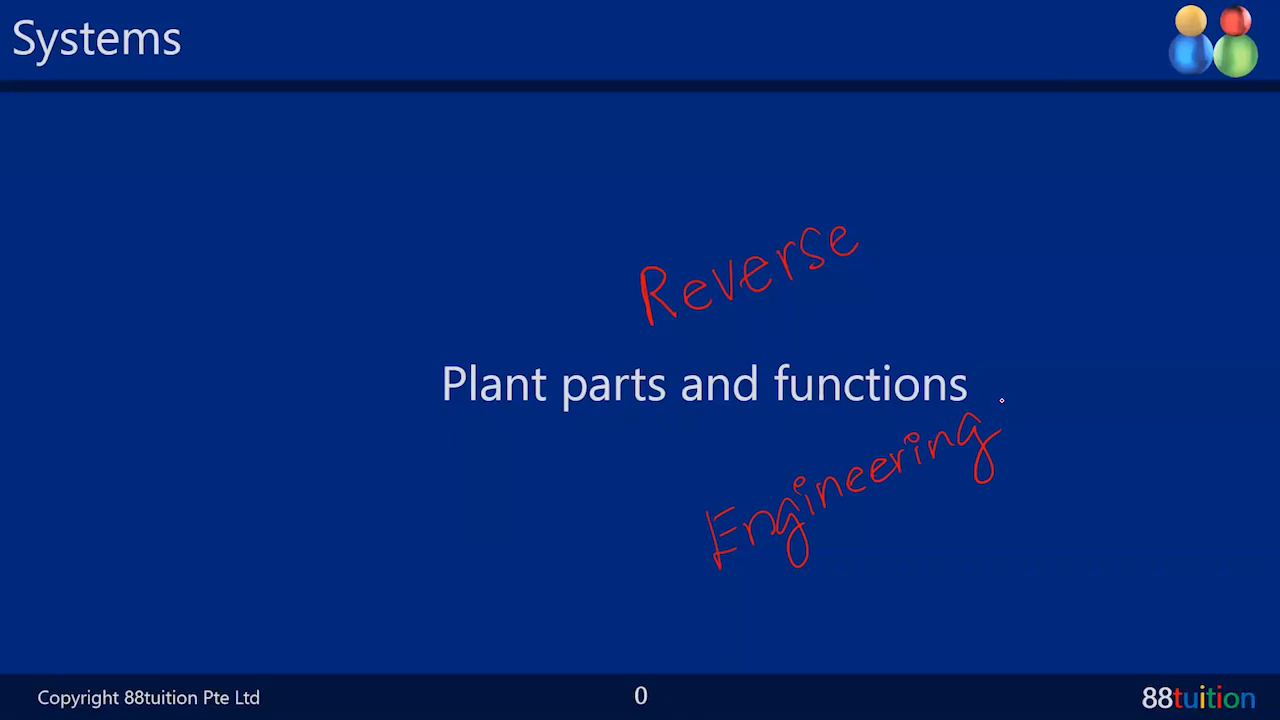 Systems
Reverse
Plant parts and functions
Engineering
Copyright 88tuition Pte Ltd
0
88tuition